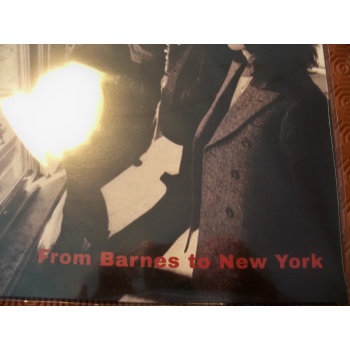 From Barnes to New York